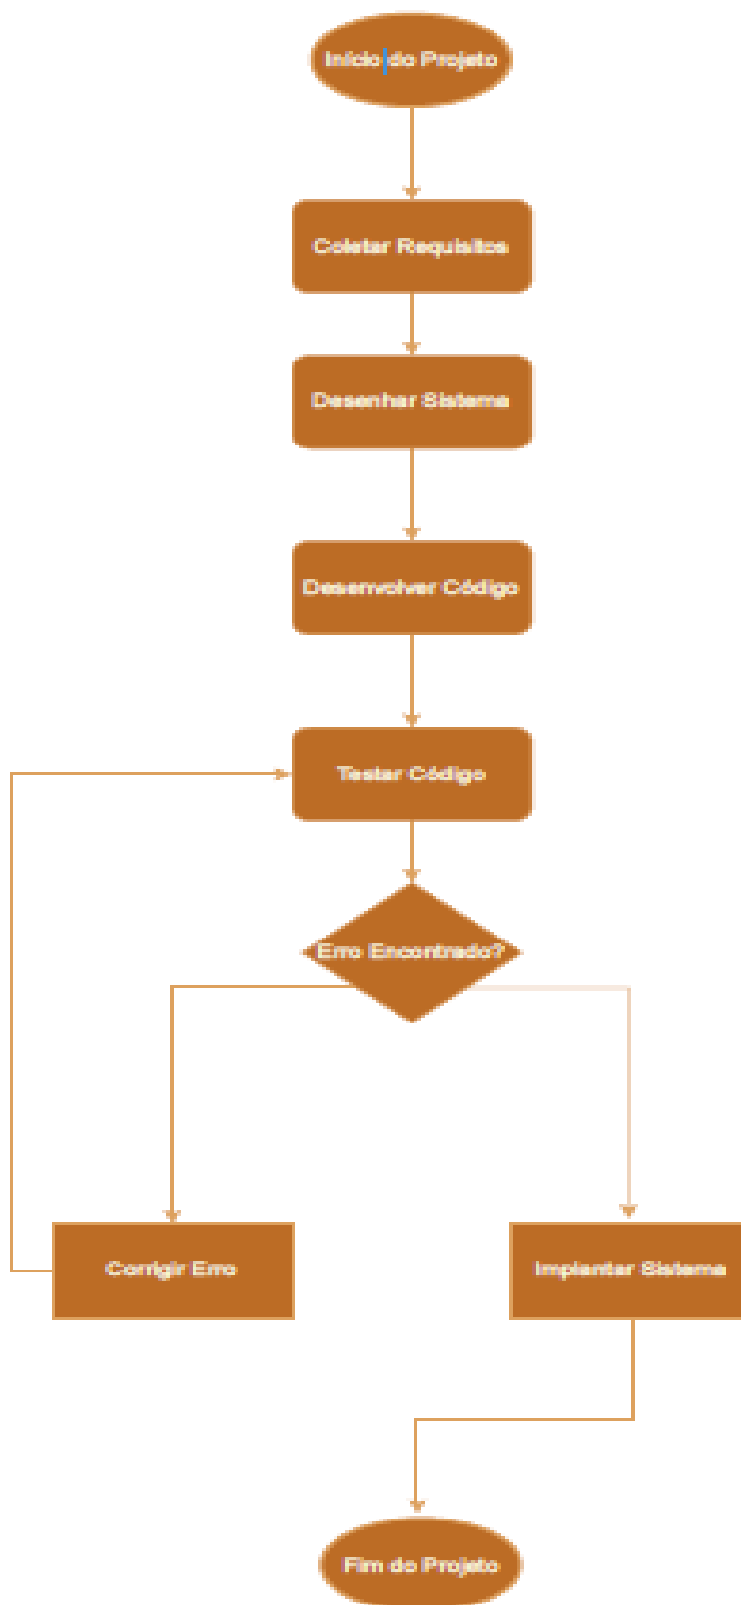 Início do Projeto
Coletar Requisitos
Desenhar Sistema
Desenvolver Código
Testar Código
Erro Encontrado?
Corrigir Erro
Implantar Sistema
Fim do Projeto